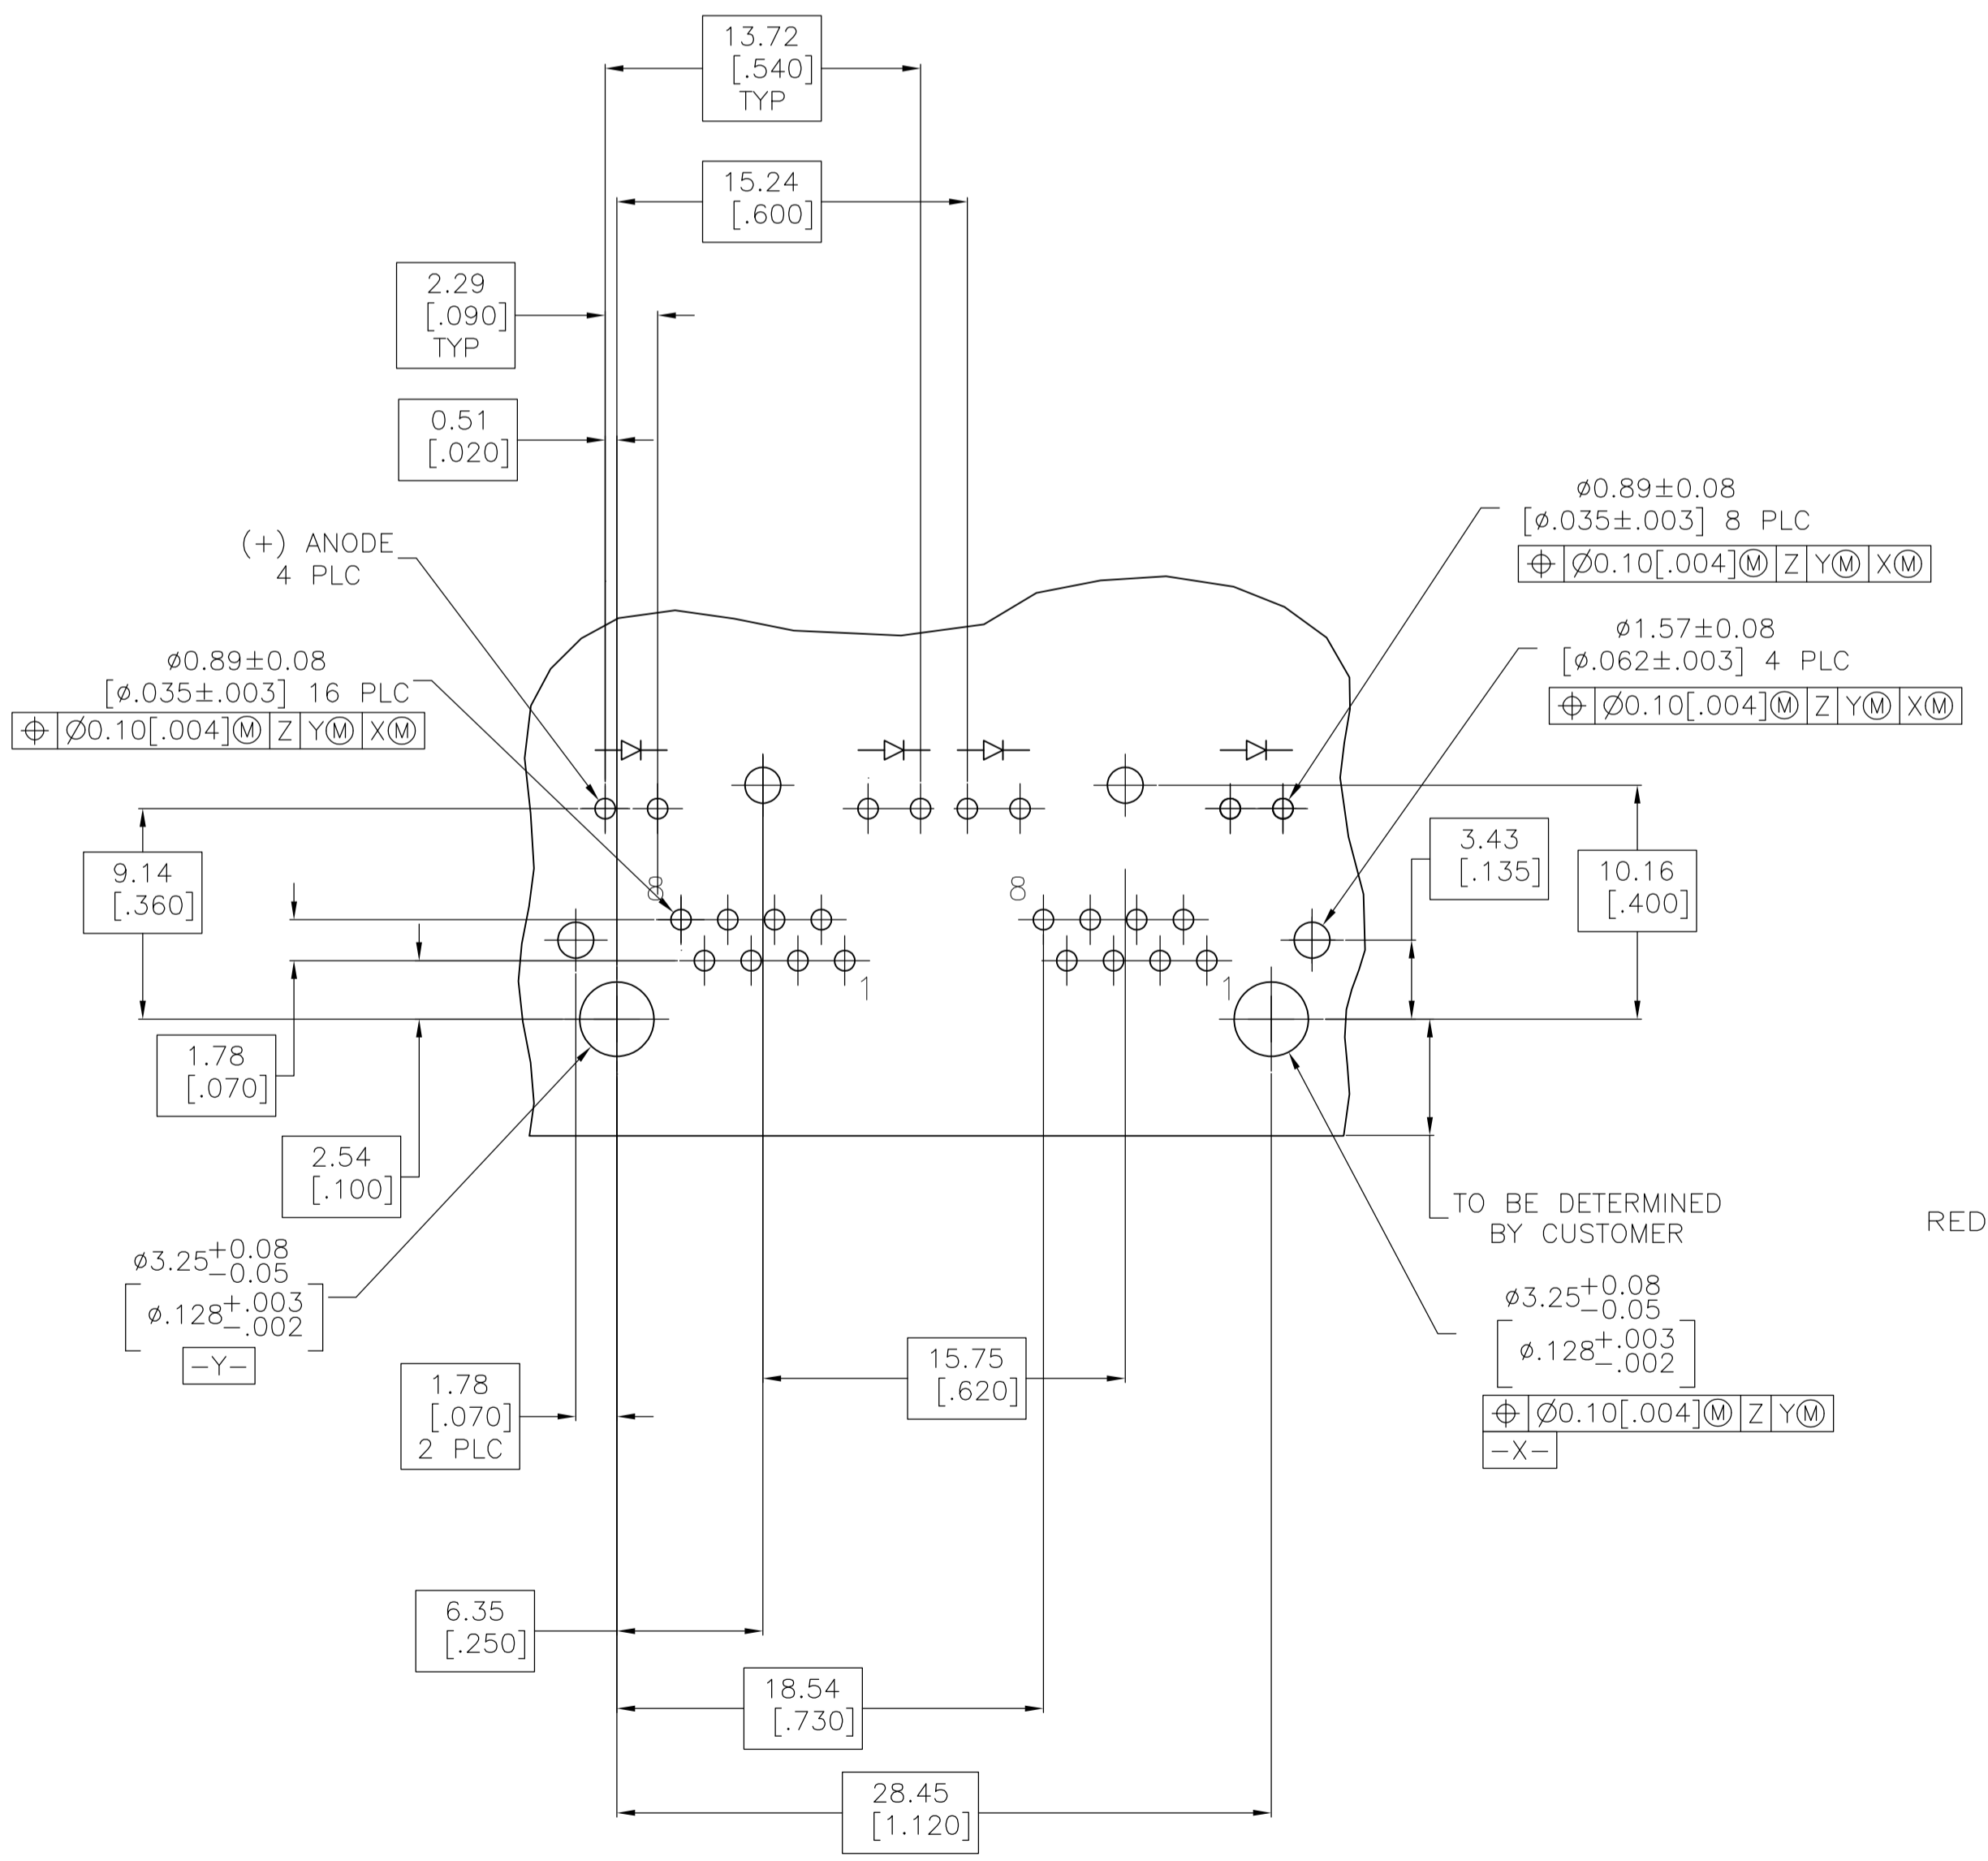 13.72
[.540]
TYP
15.24
[.600]
2.29
[.090]
TYP
0.51
[.020]
(+) ANODE
4 PLC
ø0.89±0.08
[ø.035±.003] 8 PLC
⌖ Ø0.10[.004]Ⓜ Z YⓂ XⓂ
ø1.57±0.08
[ø.062±.003] 4 PLC
⌖ Ø0.10[.004]Ⓜ Z YⓂ XⓂ
ø0.89±0.08
[ø.035±.003] 16 PLC
⌖ Ø0.10[.004]Ⓜ Z YⓂ XⓂ
9.14
[.360]
3.43
[.135]
10.16
[.400]
8
8
1
1
1.78
[.070]
2.54
[.100]
TO BE DETERMINED
BY CUSTOMER
RED
ø3.25+0.08
-0.05
[ø.128+.003
-.002]
-Y-
ø3.25+0.08
-0.05
[ø.128+.003
-.002]
⌖ Ø0.10[.004]Ⓜ Z YⓂ
-X-
15.75
[.620]
1.78
[.070]
2 PLC
6.35
[.250]
18.54
[.730]
28.45
[1.120]